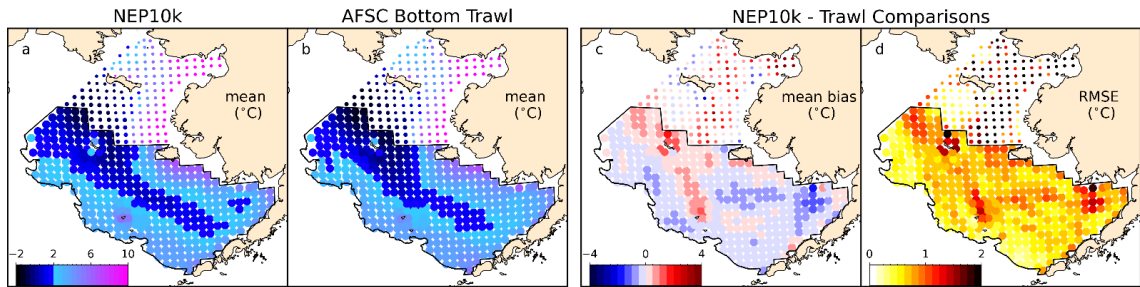 NEP10k
AFSC Bottom Trawl
NEP10k - Trawl Comparisons
a
mean
(°C)
−2 2 6 10
b
mean
(°C)
c
mean bias
(°C)
−4 0 4
d
RMSE
(°C)
0 1 2